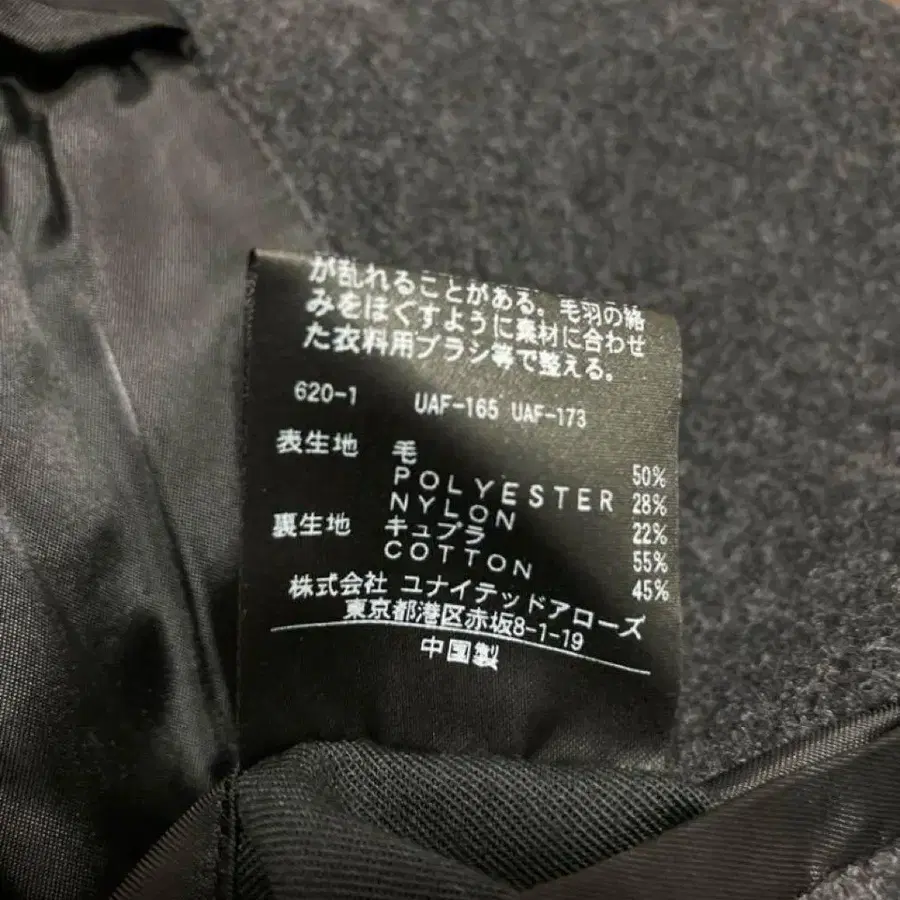 が乱れることがある。毛羽の絡
みをほぐすように素材に合わせ
た衣料用ブラシ等で整える。
620-1 UAF-165 UAF-173
表生地 毛 50%
POLYESTER 28%
NYLON 22%
裏生地 キュプラ 55%
COTTON 45%
株式会社 ユナイテッドアローズ
東京都港区赤坂8-1-19
中国製